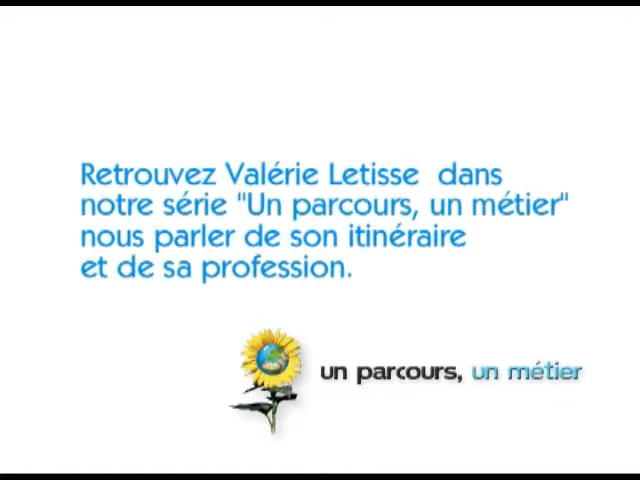 Retrouvez Valérie Letisse dans
notre série "Un parcours, un métier"
nous parler de son itinéraire
et de sa profession.
un parcours, un métier